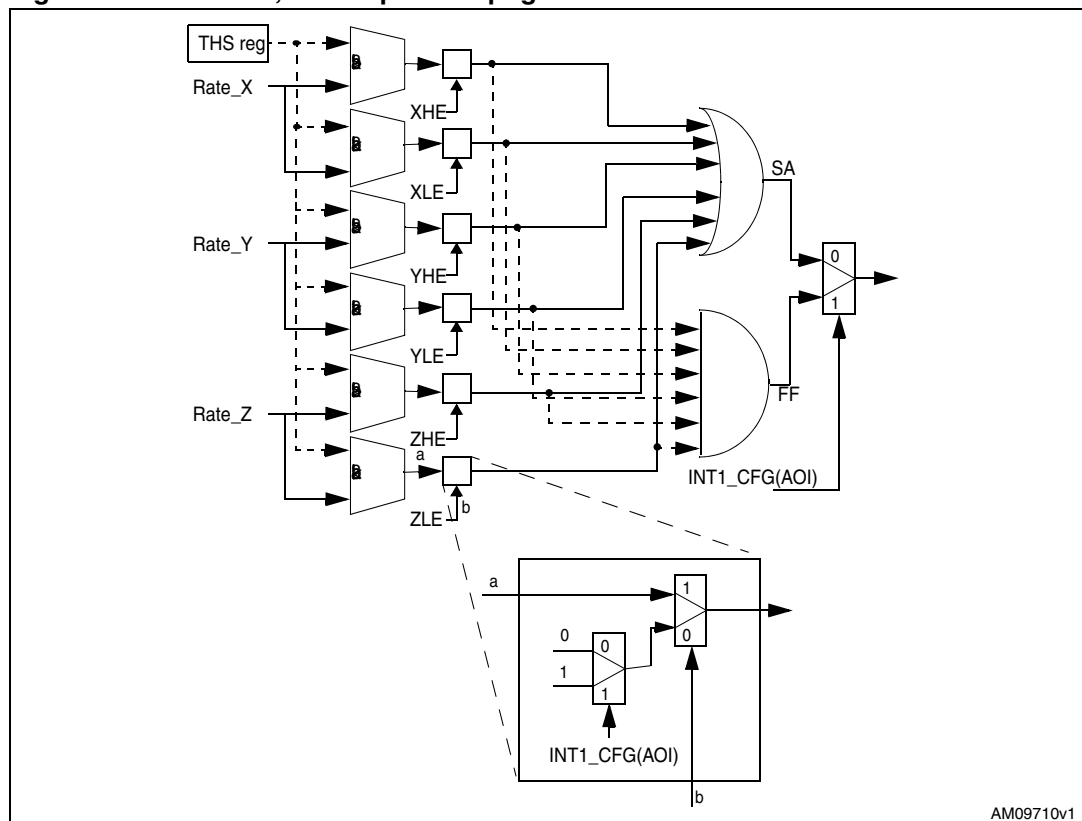 THS reg
Rate_X
XHE
XLE
SA
Rate_Y
YHE
0
1
YLE
FF
Rate_Z
ZHE
a
INT1_CFG(AOI)
b
ZLE
a
1
0
0
0
1
1
INT1_CFG(AOI)
b
AM09710v1